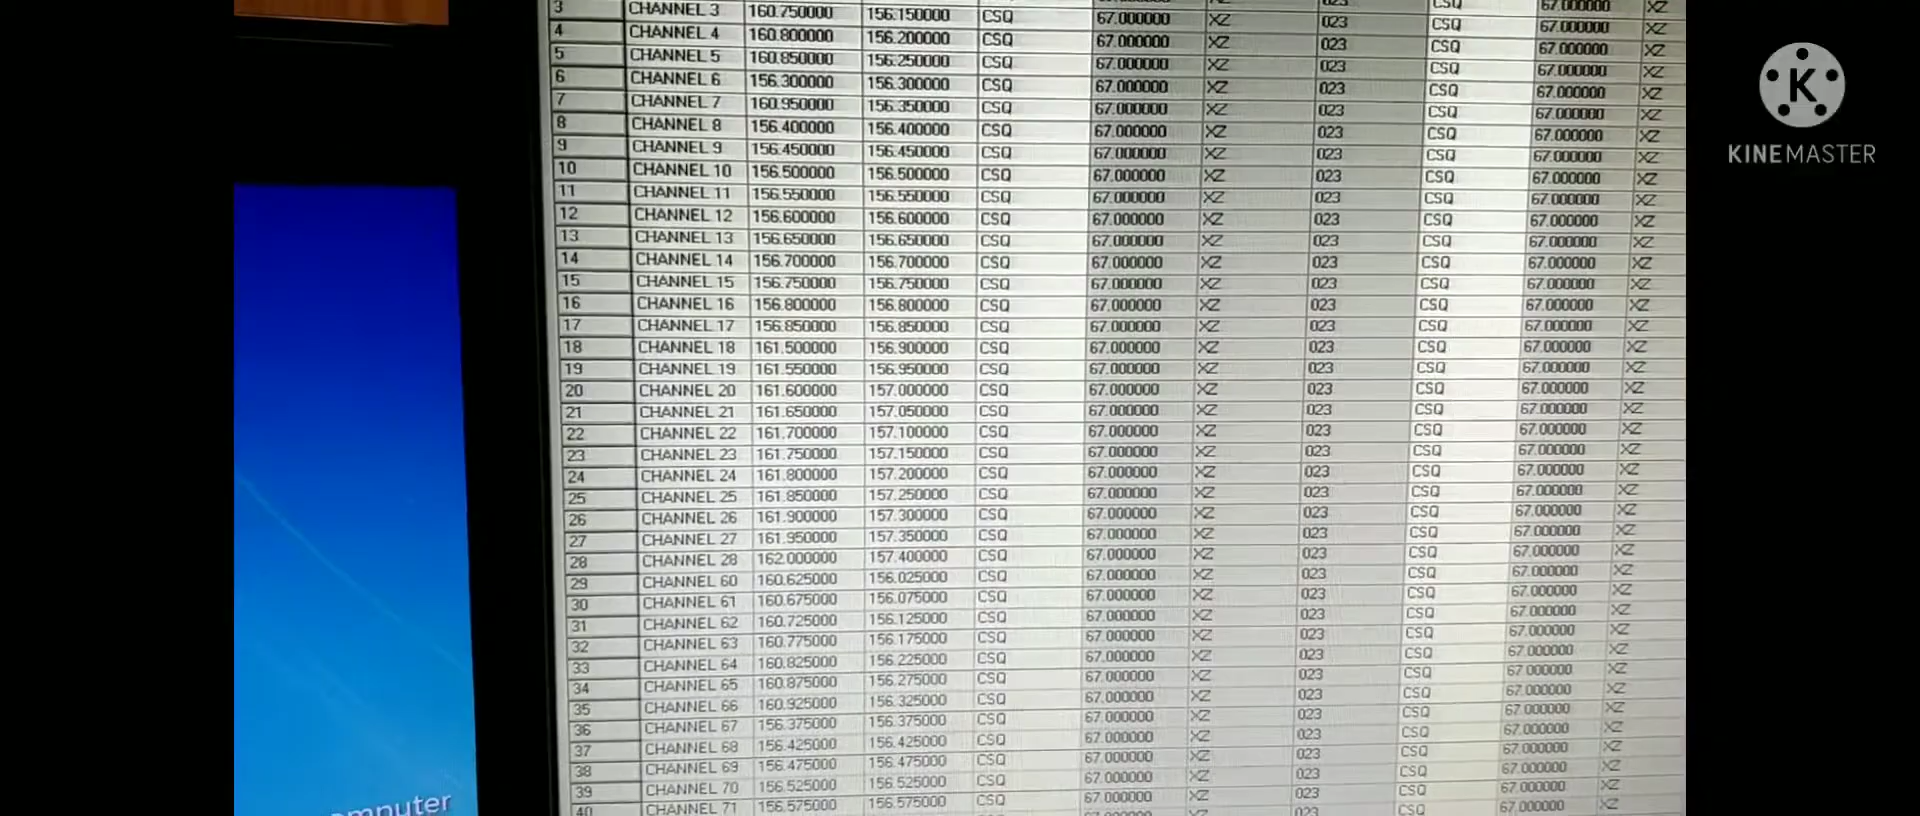 3 CHANNEL 3 160.750000 156.150000 CSQ 67.000000 XZ 023 CSQ 67.000000 XZ
4 CHANNEL 4 160.800000 156.200000 CSQ 67.000000 XZ 023 CSQ 67.000000 XZ
5 CHANNEL 5 160.850000 156.250000 CSQ 67.000000 XZ 023 CSQ 67.000000 XZ
6 CHANNEL 6 156.300000 156.300000 CSQ 67.000000 XZ 023 CSQ 67.000000 XZ
7 CHANNEL 7 160.950000 156.350000 CSQ 67.000000 XZ 023 CSQ 67.000000 XZ
8 CHANNEL 8 156.400000 156.400000 CSQ 67.000000 XZ 023 CSQ 67.000000 XZ
9 CHANNEL 9 156.450000 156.450000 CSQ 67.000000 XZ 023 CSQ 67.000000 XZ
10 CHANNEL 10 156.500000 156.500000 CSQ 67.000000 XZ 023 CSQ 67.000000 XZ
11 CHANNEL 11 156.550000 156.550000 CSQ 67.000000 XZ 023 CSQ 67.000000 XZ
12 CHANNEL 12 156.600000 156.600000 CSQ 67.000000 XZ 023 CSQ 67.000000 XZ
13 CHANNEL 13 156.650000 156.650000 CSQ 67.000000 XZ 023 CSQ 67.000000 XZ
14 CHANNEL 14 156.700000 156.700000 CSQ 67.000000 XZ 023 CSQ 67.000000 XZ
15 CHANNEL 15 156.750000 156.750000 CSQ 67.000000 XZ 023 CSQ 67.000000 XZ
16 CHANNEL 16 156.800000 156.800000 CSQ 67.000000 XZ 023 CSQ 67.000000 XZ
17 CHANNEL 17 156.850000 156.850000 CSQ 67.000000 XZ 023 CSQ 67.000000 XZ
18 CHANNEL 18 161.500000 156.900000 CSQ 67.000000 XZ 023 CSQ 67.000000 XZ
19 CHANNEL 19 161.550000 156.950000 CSQ 67.000000 XZ 023 CSQ 67.000000 XZ
20 CHANNEL 20 161.600000 157.000000 CSQ 67.000000 XZ 023 CSQ 67.000000 XZ
21 CHANNEL 21 161.650000 157.050000 CSQ 67.000000 XZ 023 CSQ 67.000000 XZ
22 CHANNEL 22 161.700000 157.100000 CSQ 67.000000 XZ 023 CSQ 67.000000 XZ
23 CHANNEL 23 161.750000 157.150000 CSQ 67.000000 XZ 023 CSQ 67.000000 XZ
24 CHANNEL 24 161.800000 157.200000 CSQ 67.000000 XZ 023 CSQ 67.000000 XZ
25 CHANNEL 25 161.850000 157.250000 CSQ 67.000000 XZ 023 CSQ 67.000000 XZ
26 CHANNEL 26 161.900000 157.300000 CSQ 67.000000 XZ 023 CSQ 67.000000 XZ
27 CHANNEL 27 161.950000 157.350000 CSQ 67.000000 XZ 023 CSQ 67.000000 XZ
28 CHANNEL 28 162.000000 157.400000 CSQ 67.000000 XZ 023 CSQ 67.000000 XZ
29 CHANNEL 60 160.625000 156.025000 CSQ 67.000000 XZ 023 CSQ 67.000000 XZ
30 CHANNEL 61 160.675000 156.075000 CSQ 67.000000 XZ 023 CSQ 67.000000 XZ
31 CHANNEL 62 160.725000 156.125000 CSQ 67.000000 XZ 023 CSQ 67.000000 XZ
32 CHANNEL 63 160.775000 156.175000 CSQ 67.000000 XZ 023 CSQ 67.000000 XZ
33 CHANNEL 64 160.825000 156.225000 CSQ 67.000000 XZ 023 CSQ 67.000000 XZ
34 CHANNEL 65 160.875000 156.275000 CSQ 67.000000 XZ 023 CSQ 67.000000 XZ
35 CHANNEL 66 160.925000 156.325000 CSQ 67.000000 XZ 023 CSQ 67.000000 XZ
36 CHANNEL 67 156.375000 156.375000 CSQ 67.000000 XZ 023 CSQ 67.000000 XZ
37 CHANNEL 68 156.425000 156.425000 CSQ 67.000000 XZ 023 CSQ 67.000000 XZ
38 CHANNEL 69 156.475000 156.475000 CSQ 67.000000 XZ 023 CSQ 67.000000 XZ
39 CHANNEL 70 156.525000 156.525000 CSQ 67.000000 XZ 023 CSQ 67.000000 XZ
40 CHANNEL 71 156.575000 156.575000 CSQ 67.000000 XZ 023 CSQ 67.000000 XZ
K
KINEMASTER